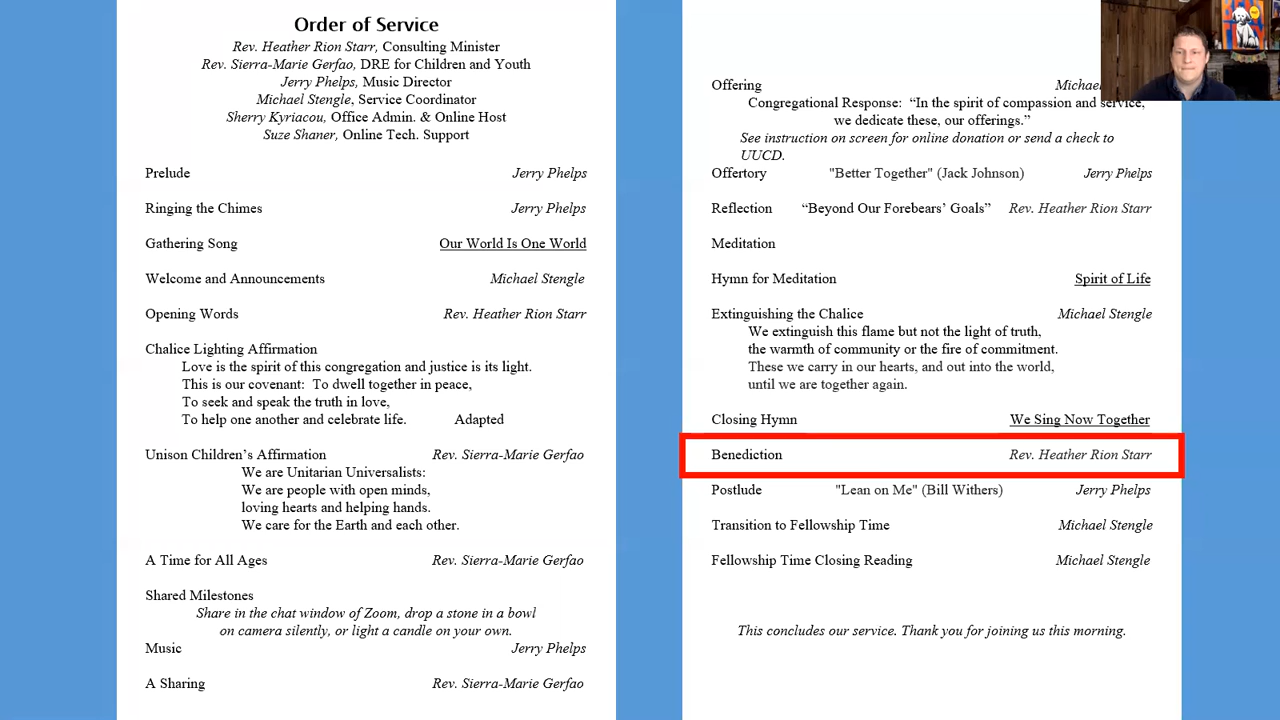 Order of Service
Rev. Heather Rion Starr, Consulting Minister
Rev. Sierra-Marie Gerfao, DRE for Children and Youth
Jerry Phelps, Music Director
Michael Stengle, Service Coordinator
Sherry Kyriacou, Office Admin. & Online Host
Suze Shaner, Online Tech. Support
Prelude Jerry Phelps
Ringing the Chimes Jerry Phelps
Gathering Song Our World Is One World
Welcome and Announcements Michael Stengle
Opening Words Rev. Heather Rion Starr
Chalice Lighting Affirmation
Love is the spirit of this congregation and justice is its light.
This is our covenant: To dwell together in peace,
To seek and speak the truth in love,
To help one another and celebrate life. Adapted
Unison Children’s Affirmation Rev. Sierra-Marie Gerfao
We are Unitarian Universalists:
We are people with open minds,
loving hearts and helping hands.
We care for the Earth and each other.
A Time for All Ages Rev. Sierra-Marie Gerfao
Shared Milestones
Share in the chat window of Zoom, drop a stone in a bowl
on camera silently, or light a candle on your own.
Music Jerry Phelps
A Sharing Rev. Sierra-Marie Gerfao
Offering Michae
Congregational Response: “In the spirit of compassion and service,
we dedicate these, our offerings.”
See instruction on screen for online donation or send a check to
UUCD.
Offertory "Better Together" (Jack Johnson) Jerry Phelps
Reflection “Beyond Our Forebears’ Goals” Rev. Heather Rion Starr
Meditation
Hymn for Meditation Spirit of Life
Extinguishing the Chalice Michael Stengle
We extinguish this flame but not the light of truth,
the warmth of community or the fire of commitment.
These we carry in our hearts, and out into the world,
until we are together again.
Closing Hymn We Sing Now Together
Benediction Rev. Heather Rion Starr
Postlude "Lean on Me" (Bill Withers) Jerry Phelps
Transition to Fellowship Time Michael Stengle
Fellowship Time Closing Reading Michael Stengle
This concludes our service. Thank you for joining us this morning.